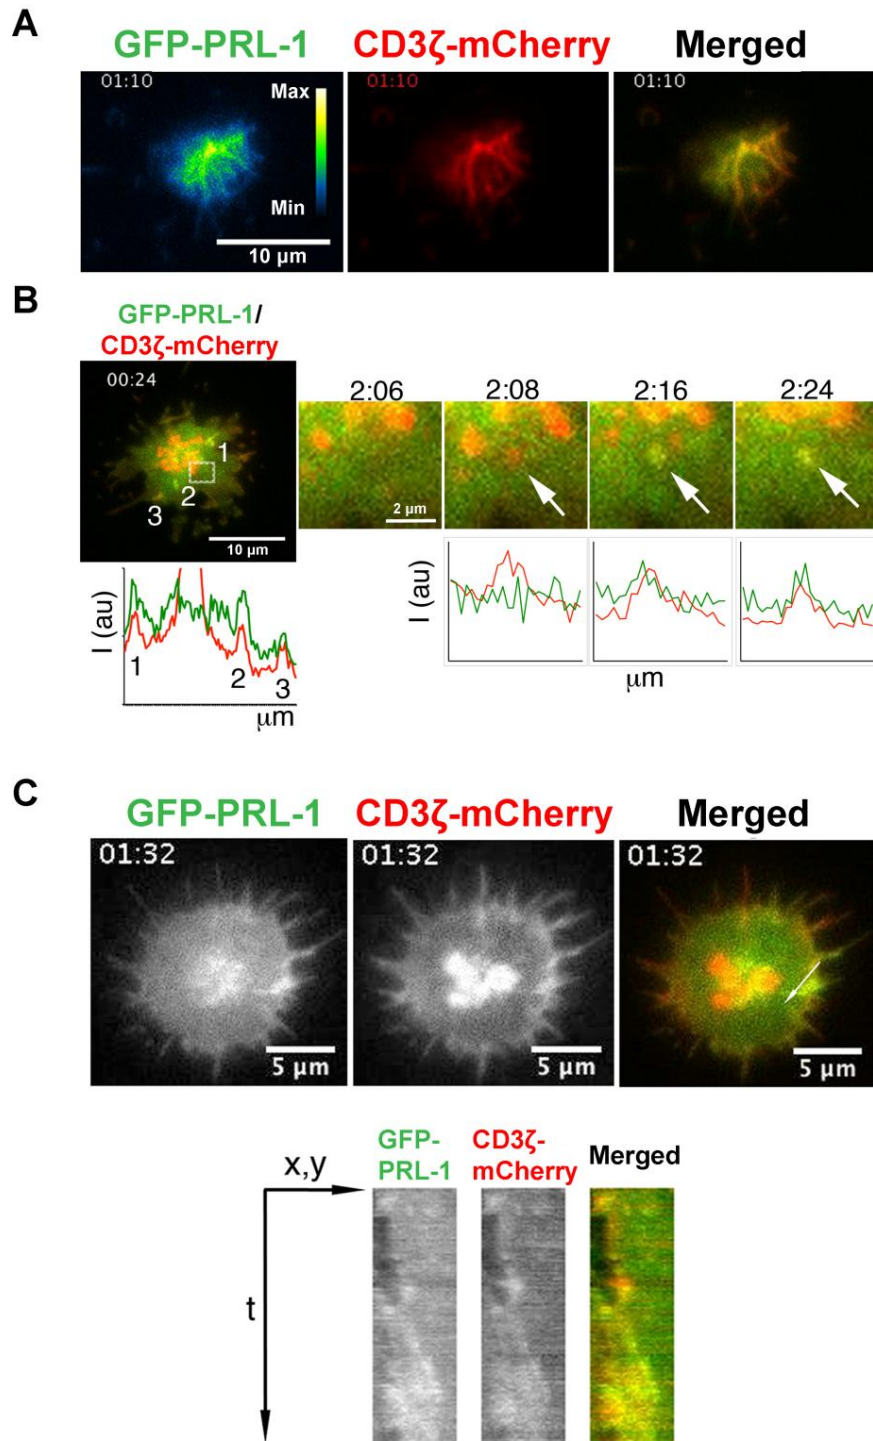 A
GFP-PRL-1 CD3ζ-mCherry Merged
01:10 Max 01:10 01:10
Min
10 µm
B
GFP-PRL-1/
CD3ζ-mCherry
00:24 2:06 2:08 2:16 2:24
1
2
3
10 µm 2 µm
I (au) I (au)
1 2 3
µm µm
C
GFP-PRL-1 CD3ζ-mCherry Merged
01:32 01:32 01:32
5 µm 5 µm 5 µm
GFP- CD3ζ-
PRL-1 mCherry Merged
x,y
t